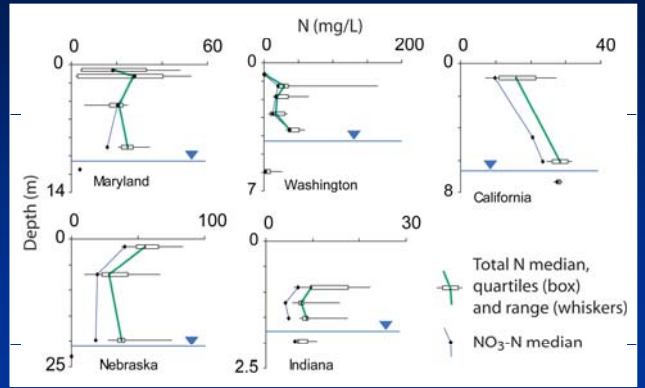 N (mg/L)
0 60
0 200
0 40
0
14
Maryland
0
7
Washington
0
8
California
Depth (m)
0 100
0 30
0
25
Nebraska
0
2.5
Indiana
Total N median,
quartiles (box)
and range (whiskers)
NO₃-N median